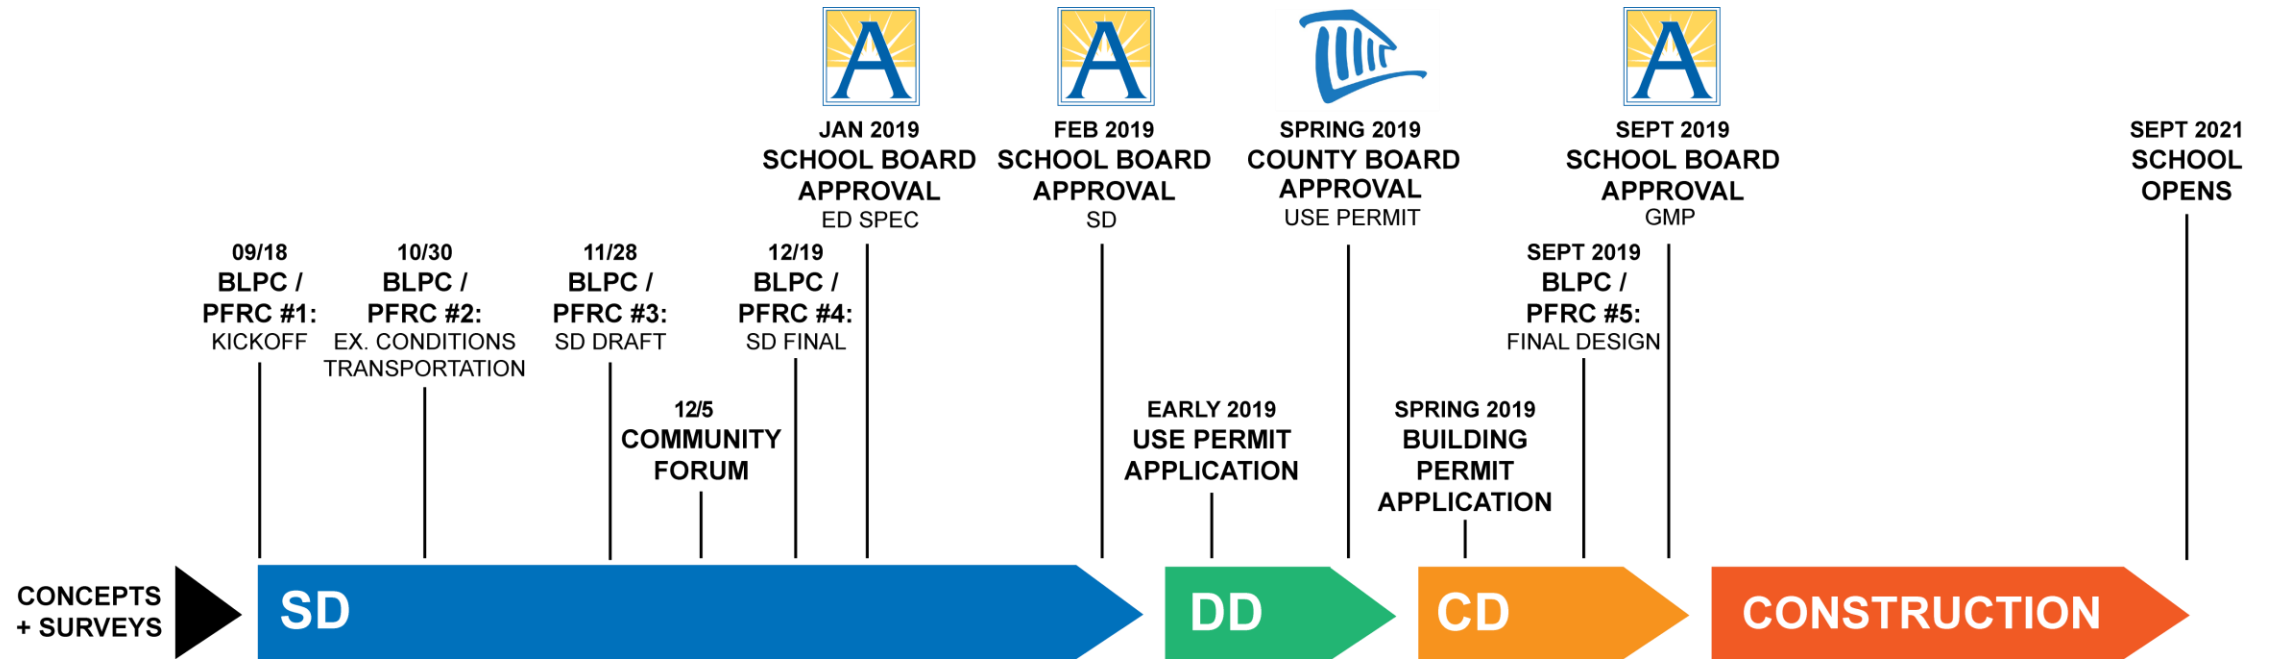 A
JAN 2019
SCHOOL BOARD
APPROVAL
ED SPEC
A
FEB 2019
SCHOOL BOARD
APPROVAL
SD
SPRING 2019
COUNTY BOARD
APPROVAL
USE PERMIT
A
SEPT 2019
SCHOOL BOARD
APPROVAL
GMP
SEPT 2021
SCHOOL
OPENS
09/18
BLPC /
PFRC #1:
KICKOFF
10/30
BLPC /
PFRC #2:
EX. CONDITIONS
TRANSPORTATION
11/28
BLPC /
PFRC #3:
SD DRAFT
12/19
BLPC /
PFRC #4:
SD FINAL
SEPT 2019
BLPC /
PFRC #5:
FINAL DESIGN
12/5
COMMUNITY
FORUM
EARLY 2019
USE PERMIT
APPLICATION
SPRING 2019
BUILDING
PERMIT
APPLICATION
CONCEPTS
+ SURVEYS
SD
DD
CD
CONSTRUCTION